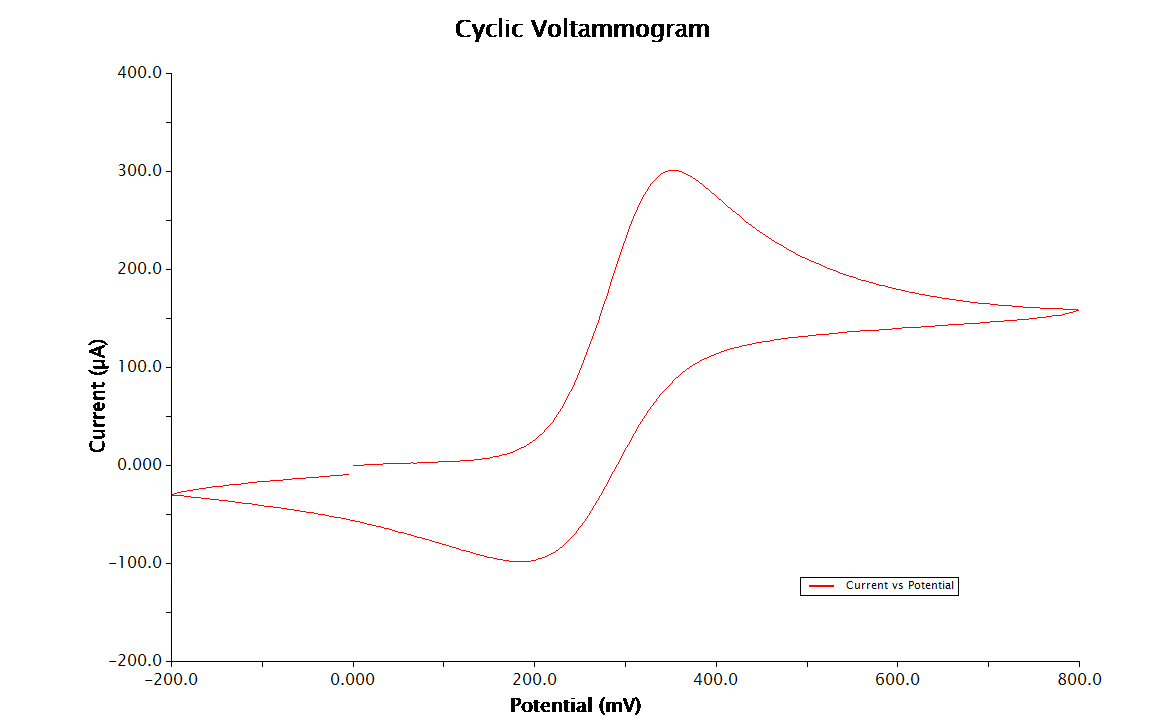 Cyclic Voltammogram
400.0
300.0
200.0
100.0
0.000
−100.0
−200.0
Current (μA)
−200.0 0.000 200.0 400.0 600.0 800.0
Potential (mV)
Current vs Potential